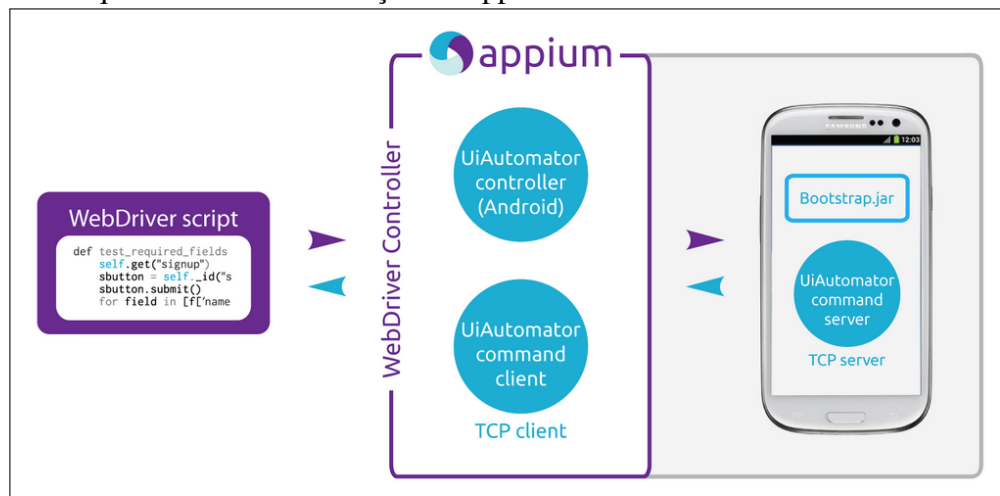 appium
WebDriver Controller
UiAutomator
controller
(Android)
UiAutomator
command
client
TCP client
WebDriver script
def test_required_fields
self.get("signup")
sbutton = self._id("s
sbutton.submit()
for field in [f['name
SAMSUNG
12:03
Bootstrap.jar
UiAutomator
command
server
TCP server